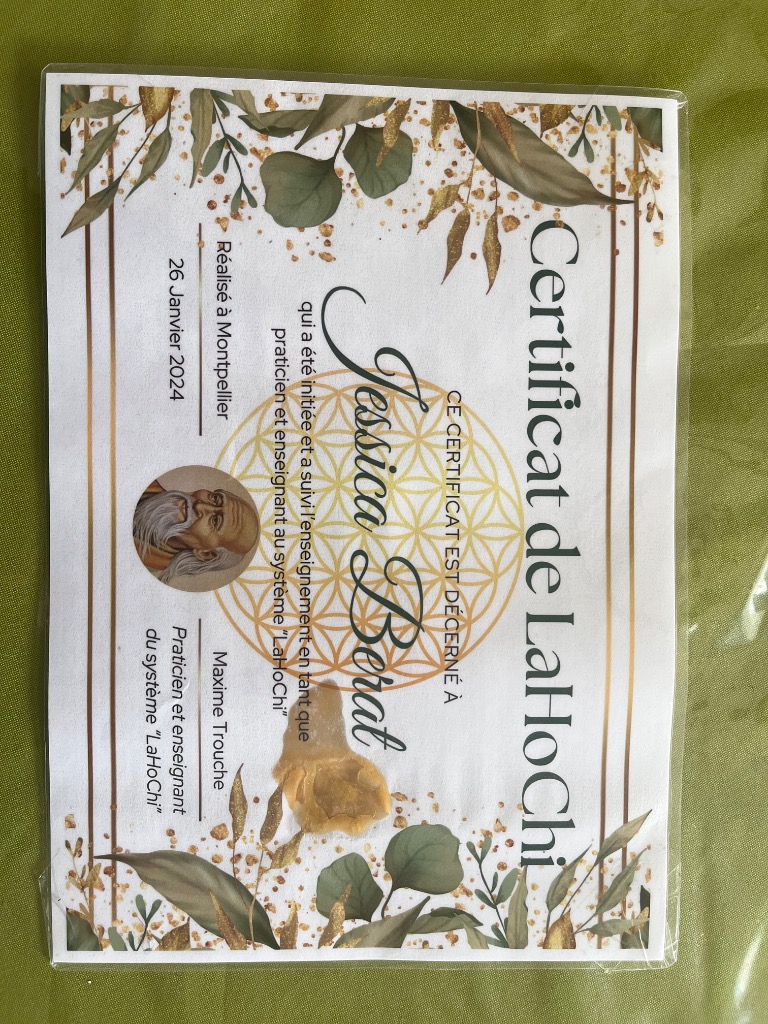 Certificat de LaHoChi
CE CERTIFICAT EST DÉCERNÉ À
Jessica Berat
qui a été initiée et a suivi l'enseignement en tant que
praticien et enseignant au système "LaHoChi"
Réalisé à Montpellier
26 Janvier 2024
Maxime Trouche
Praticien et enseignant
du système "LaHoChi"